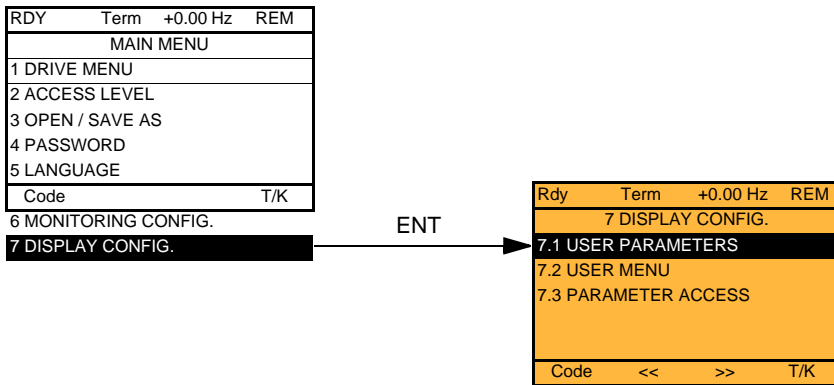 RDY Term +0.00 Hz REM
MAIN MENU
1 DRIVE MENU
2 ACCESS LEVEL
3 OPEN / SAVE AS
4 PASSWORD
5 LANGUAGE
Code T/K
6 MONITORING CONFIG.
7 DISPLAY CONFIG.
ENT
Rdy Term +0.00 Hz REM
7 DISPLAY CONFIG.
7.1 USER PARAMETERS
7.2 USER MENU
7.3 PARAMETER ACCESS
Code << >> T/K